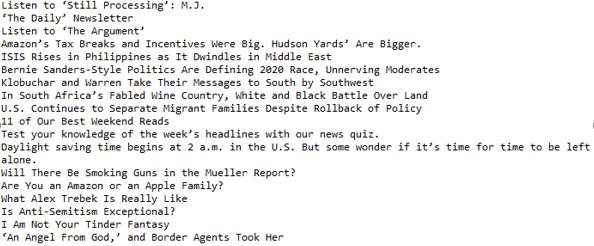 Listen to ‘Still Processing’: M.J.
‘The Daily’ Newsletter
Listen to ‘The Argument’
Amazon’s Tax Breaks and Incentives Were Big. Hudson Yards’ Are Bigger.
ISIS Rises in Philippines as It Dwindles in Middle East
Bernie Sanders-Style Politics Are Defining 2020 Race, Unnerving Moderates
Klobuchar and Warren Take Their Messages to South by Southwest
In South Africa’s Fabled Wine Country, White and Black Battle Over Land
U.S. Continues to Separate Migrant Families Despite Rollback of Policy
11 of Our Best Weekend Reads
Test your knowledge of the week’s headlines with our news quiz.
Daylight saving time begins at 2 a.m. in the U.S. But some wonder if it’s time for time to be left
alone.
Will There Be Smoking Guns in the Mueller Report?
Are You an Amazon or an Apple Family?
What Alex Trebek Is Really Like
Is Anti-Semitism Exceptional?
I Am Not Your Tinder Fantasy
‘An Angel From God,’ and Border Agents Took Her